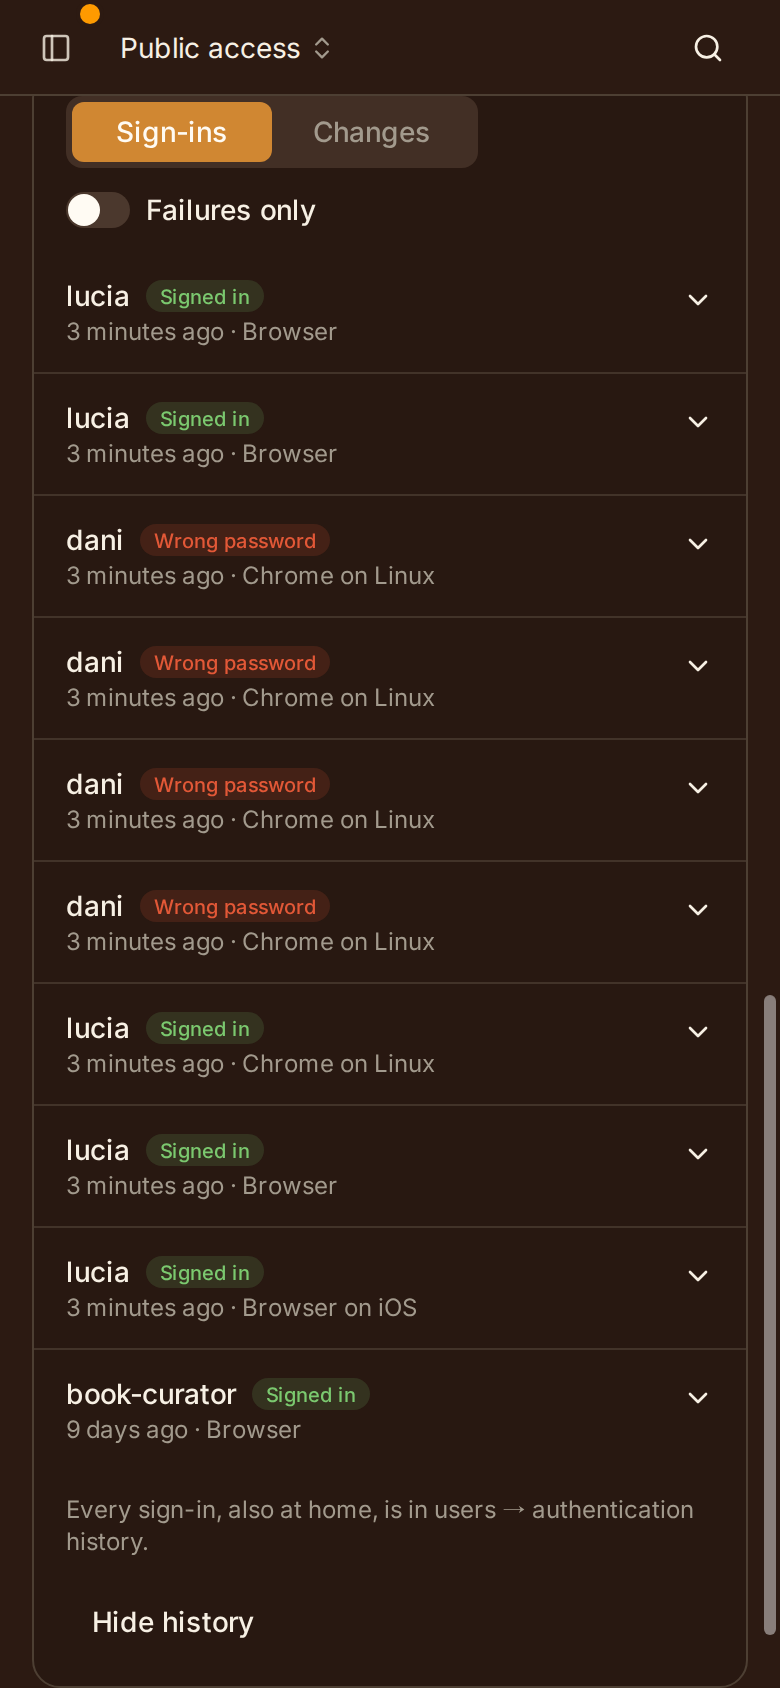 Public access
Sign-ins
Changes
Failures only
lucia Signed in
3 minutes ago · Browser
lucia Signed in
3 minutes ago · Browser
dani Wrong password
3 minutes ago · Chrome on Linux
dani Wrong password
3 minutes ago · Chrome on Linux
dani Wrong password
3 minutes ago · Chrome on Linux
dani Wrong password
3 minutes ago · Chrome on Linux
lucia Signed in
3 minutes ago · Chrome on Linux
lucia Signed in
3 minutes ago · Browser
lucia Signed in
3 minutes ago · Browser on iOS
book-curator Signed in
9 days ago · Browser
Every sign-in, also at home, is in users → authentication
history.
Hide history